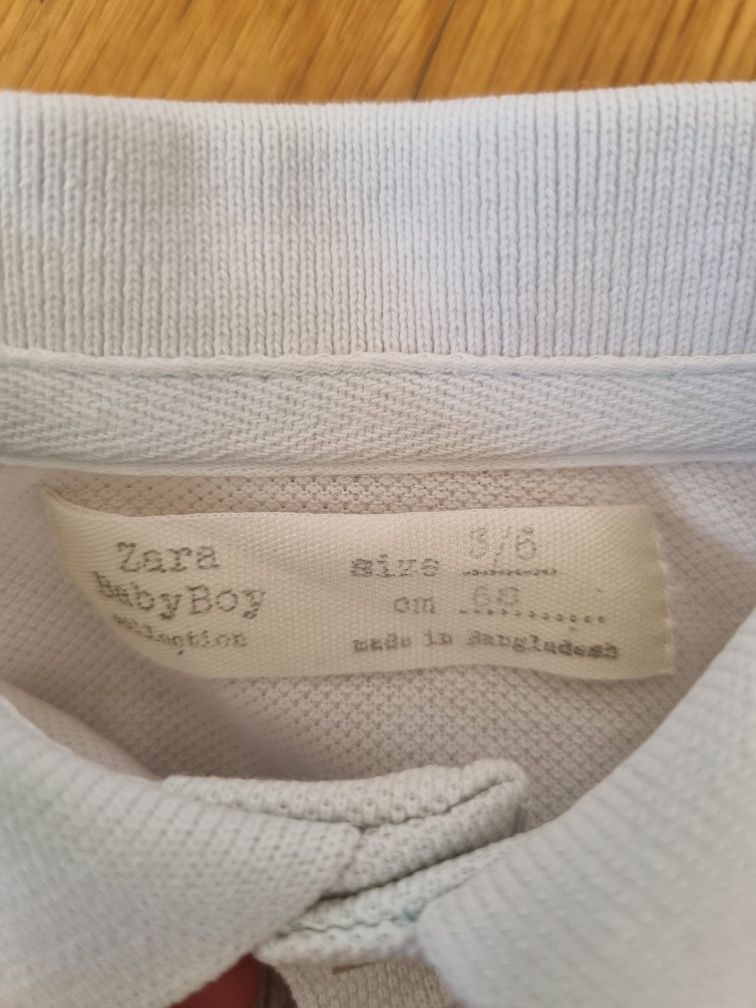 Zara
BabyBoy
collection
size 3/6
cm 68
made in Bangladesh